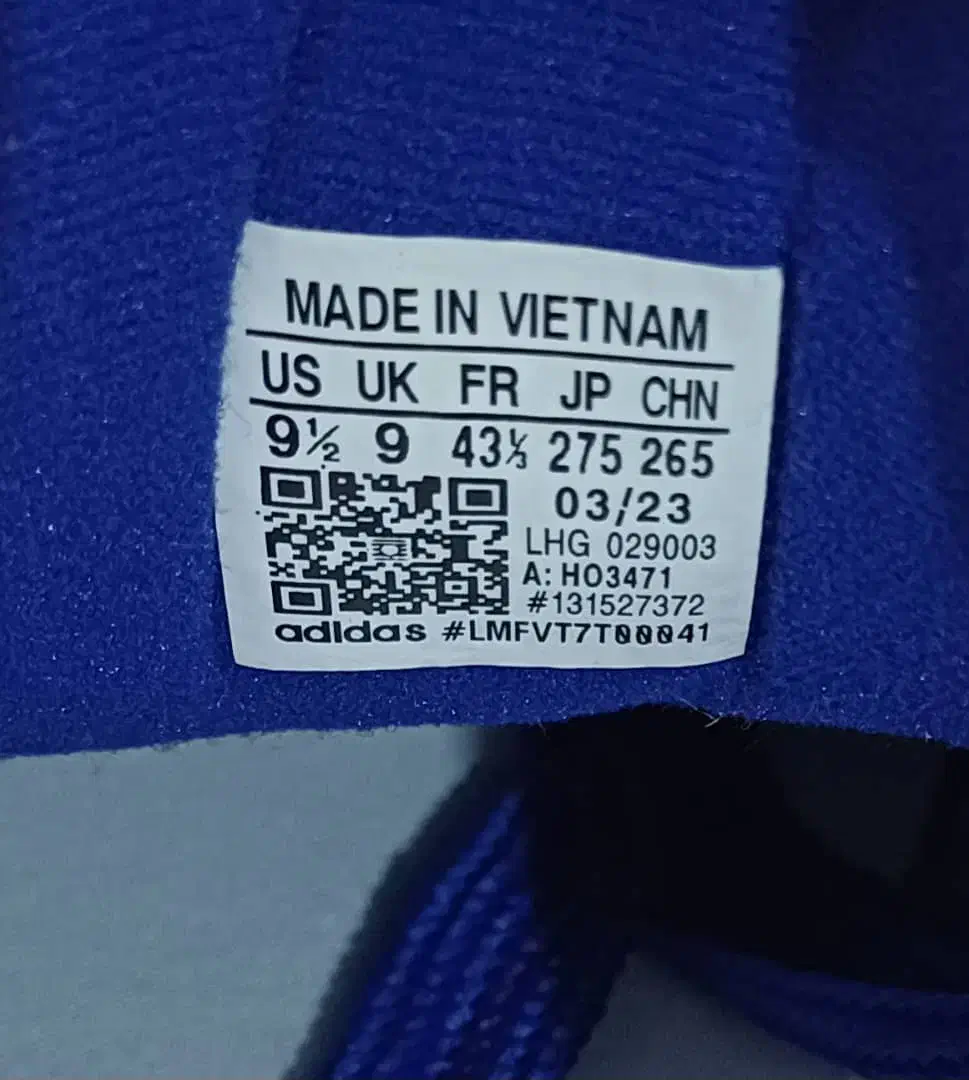 MADE IN VIETNAM
US UK FR JP CHN
9½ 9 43⅓ 275 265
03/23
LHG 029003
A: HO3471
#131527372
adidas #LMFVT7T00041